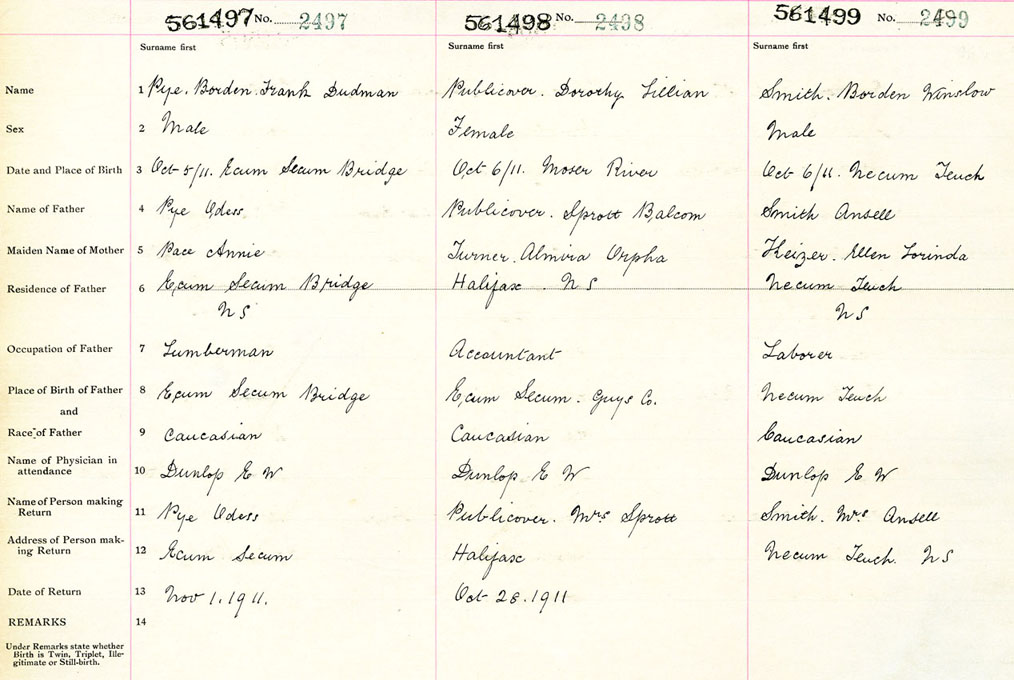 561497 No. 2497 561498 No. 2498 561499 No. 2499
Surname first Surname first Surname first
Name 1 Pye. Borden Frank Dudman Publicover. Dorothy Lillian Smith. Borden Winslow
Sex 2 Male Female Male
Date and Place of Birth 3 Oct 5/11. Ecum Secum Bridge Oct 6/11. Moser River Oct 6/11. Necum Teuch
Name of Father 4 Pye Odess Publicover. Sprott Balcom Smith Ansell
Maiden Name of Mother 5 Pace Annie Turner. Almira Orpha Keizer. Ellen Lorinda
Residence of Father 6 Ecum Secum Bridge Halifax. N S Necum Teuch
N S N S
Occupation of Father 7 Lumberman Accountant Laborer
Place of Birth of Father 8 Ecum Secum Bridge Ecum Secum. Guys Co. Necum Teuch
and
Race of Father 9 Caucasian Caucasian Caucasian
Name of Physician in
attendance 10 Dunlop E W Dunlop E W Dunlop E W
Name of Person making
Return 11 Pye Odess Publicover. Mrs Sprott Smith. Mrs Ansell
Address of Person mak-
ing Return 12 Ecum Secum Halifax Necum Teuch. N S
Date of Return 13 Nov 1. 1911. Oct 28. 1911
REMARKS 14
Under Remarks state whether
Birth is Twin, Triplet, Ille-
gitimate or Still-birth.